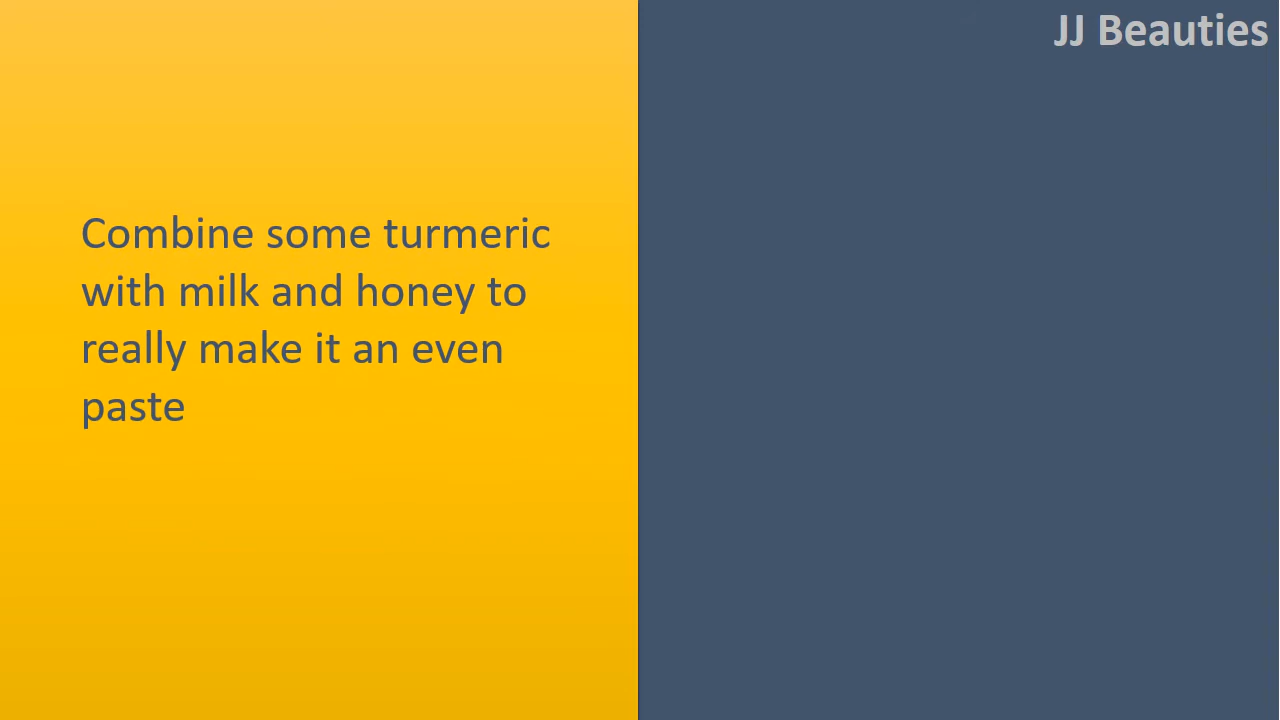 JJ Beauties
Combine some turmeric
with milk and honey to
really make it an even
paste